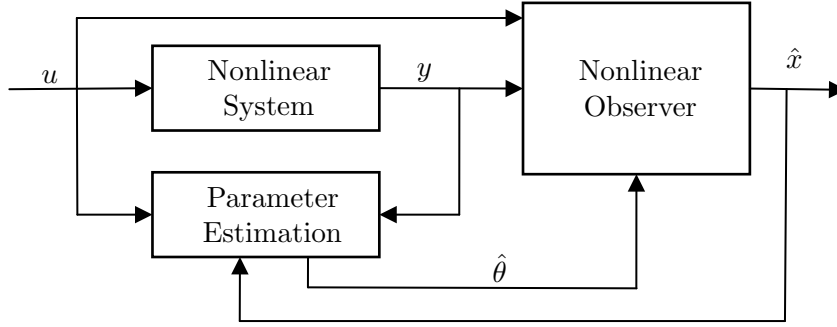 u
Nonlinear
System
y
Nonlinear
Observer
x̂
Parameter
Estimation
θ̂